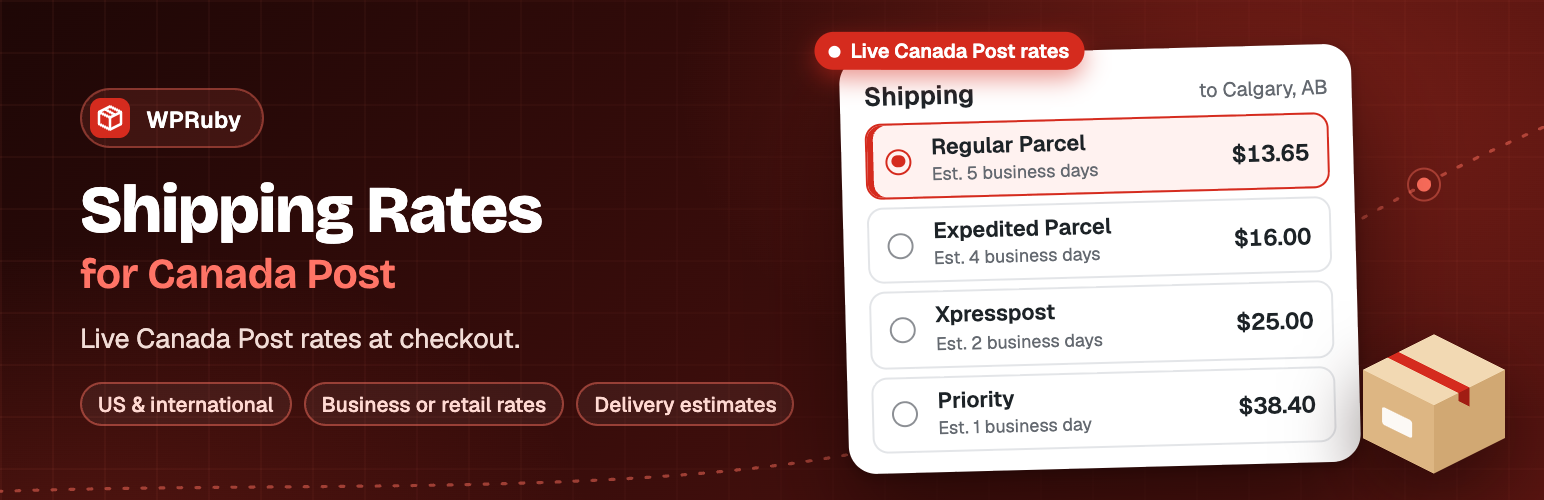 WPRuby
Shipping Rates
for Canada Post
Live Canada Post rates at checkout.
US & international
Business or retail rates
Delivery estimates
Live Canada Post rates
Shipping
to Calgary, AB
Regular Parcel
$13.65
Est. 5 business days
Expedited Parcel
$16.00
Est. 4 business days
Xpresspost
$25.00
Est. 2 business days
Priority
$38.40
Est. 1 business day